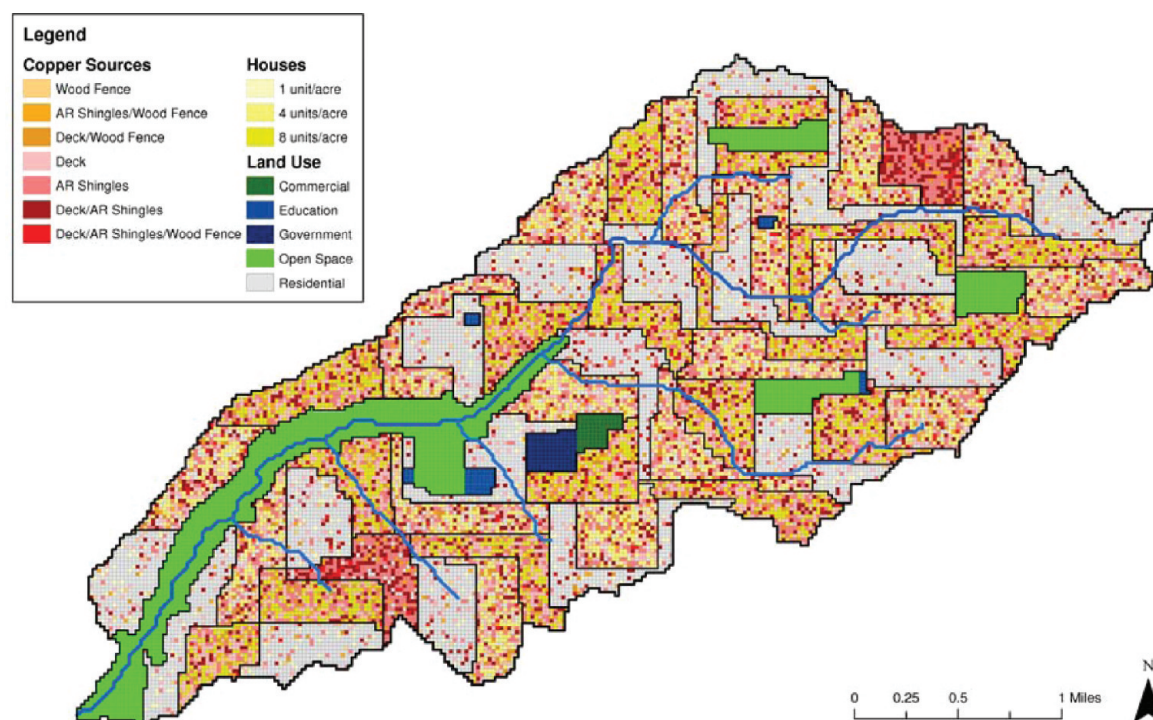 Legend
Copper Sources
Wood Fence
AR Shingles/Wood Fence
Deck/Wood Fence
Deck
AR Shingles
Deck/AR Shingles
Deck/AR Shingles/Wood Fence
Houses
1 unit/acre
4 units/acre
8 units/acre
Land Use
Commercial
Education
Government
Open Space
Residential
N
0 0.25 0.5 1 Miles